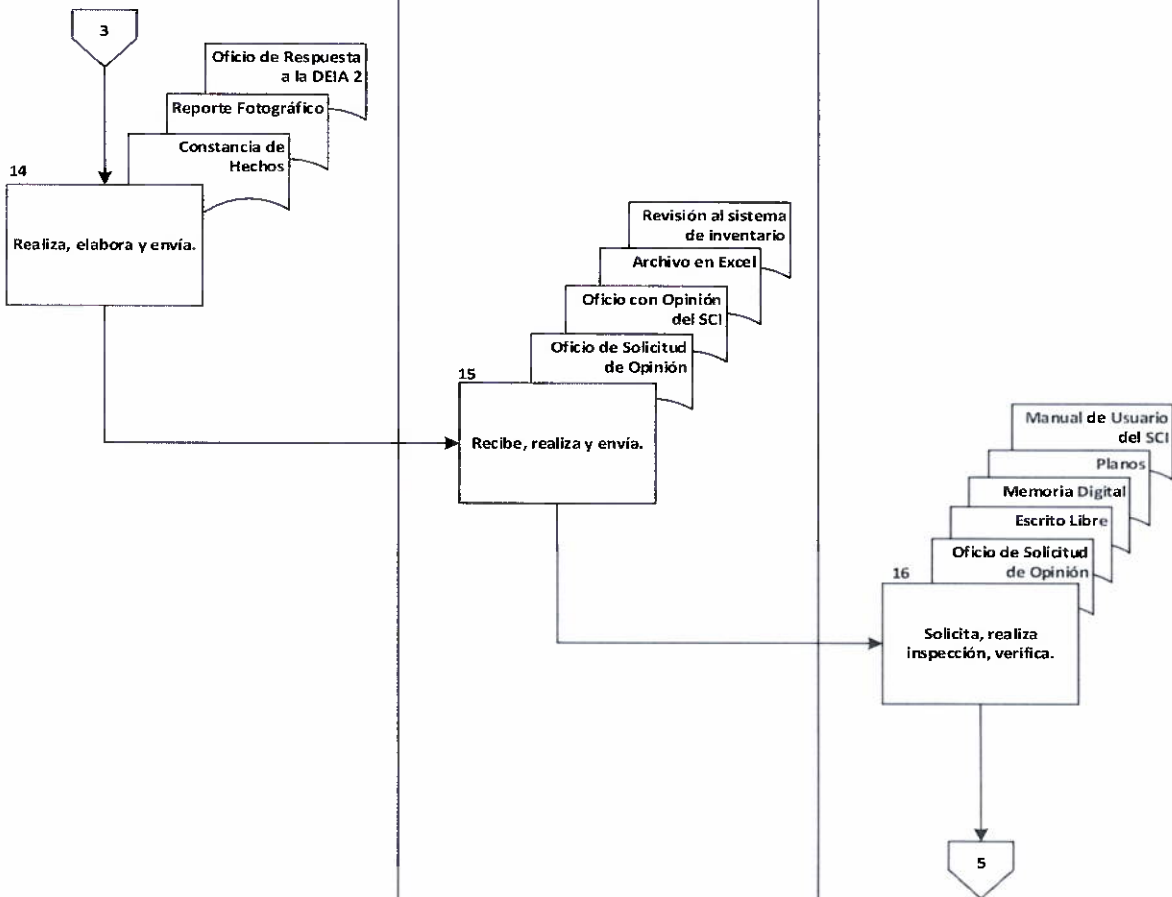 3
Oficio de Respuesta
a la DEIA 2
Reporte Fotográfico
Constancia de
Hechos
14
Realiza, elabora y envía.
Revisión al sistema
de inventario
Archivo en Excel
Oficio con Opinión
del SCI
Oficio de Solicitud
de Opinión
15
Recibe, realiza y envía.
Manual de Usuario
del SCI
Planos
Memoria Digital
Escrito Libre
Oficio de Solicitud
de Opinión
16
Solicita, realiza
inspección, verifica.
5